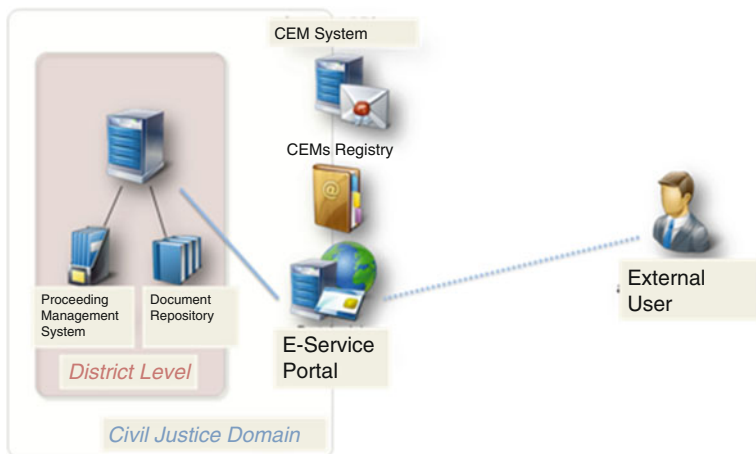 CEM System
CEMs Registry
Proceeding
Management
System
Document
Repository
District Level
E-Service
Portal
External
User
Civil Justice Domain